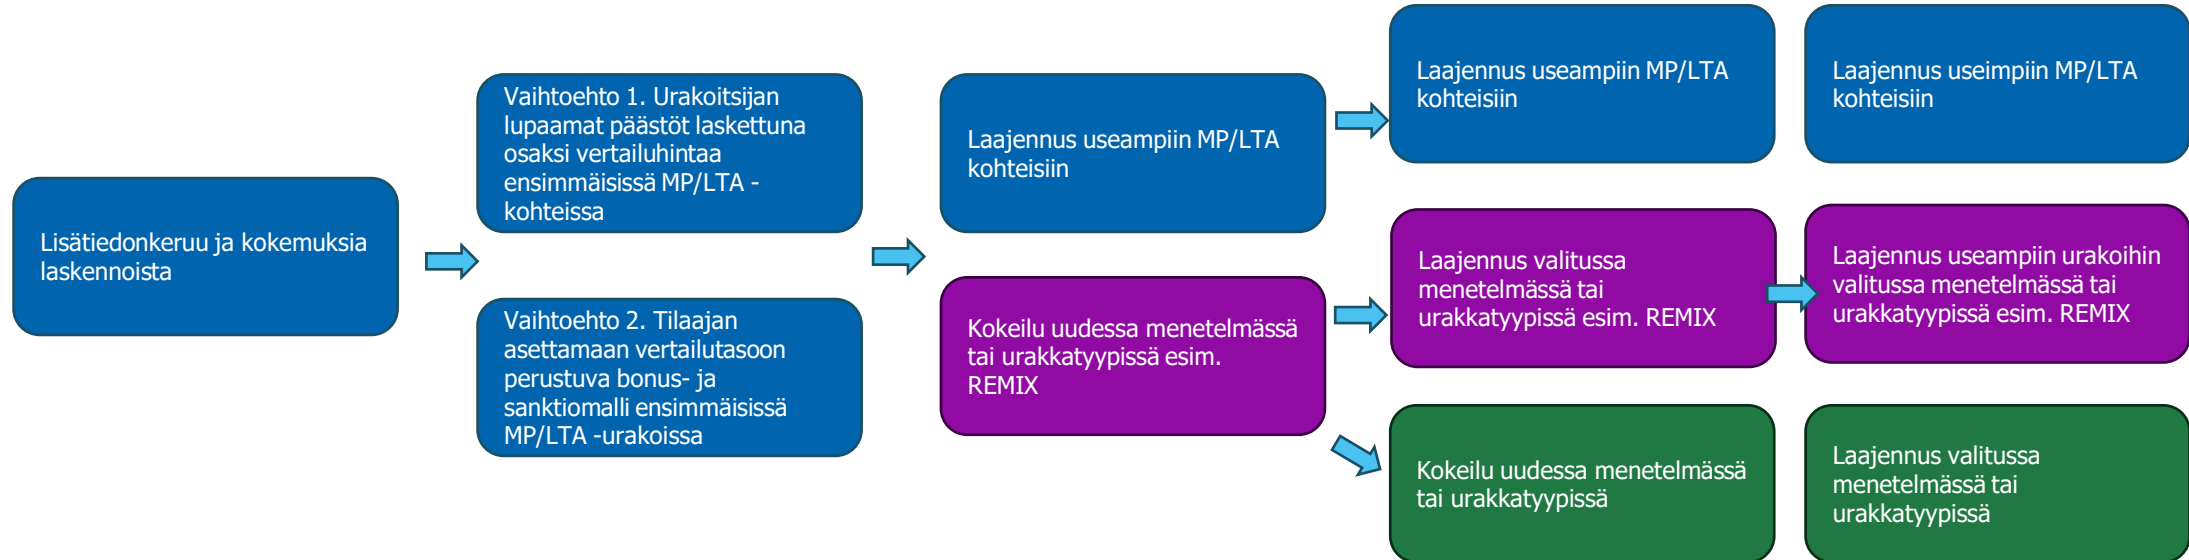 Lisätiedonkeruu ja kokemuksia
laskennoista
Vaihtoehto 1. Urakoitsijan
lupaamat päästöt laskettuna
osaksi vertailuhintaa
ensimmäisissä MP/LTA -
kohteissa
Vaihtoehto 2. Tilaajan
asettamaan vertailutasoon
perustuva bonus- ja
sanktiomalli ensimmäisissä
MP/LTA -urakoissa
Laajennus useampiin MP/LTA
kohteisiin
Kokeilu uudessa menetelmässä
tai urakkatyypissä esim.
REMIX
Laajennus useampiin MP/LTA
kohteisiin
Laajennus valitussa
menetelmässä tai
urakkatyypissä esim. REMIX
Kokeilu uudessa menetelmässä
tai urakkatyypissä
Laajennus useimpiin MP/LTA
kohteisiin
Laajennus useampiin urakoihin
valitussa menetelmässä tai
urakkatyypissä esim. REMIX
Laajennus valitussa
menetelmässä tai
urakkatyypissä